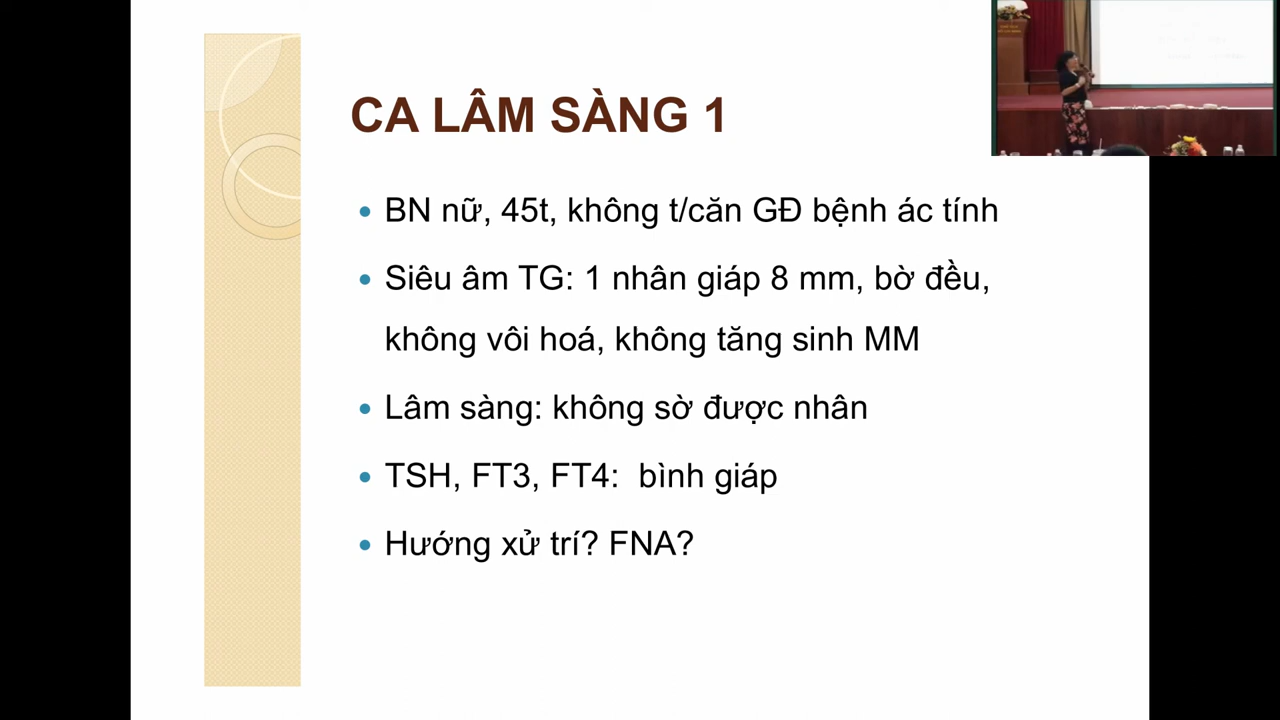 CA LÂM SÀNG 1
BN nữ, 45t, không t/căn GĐ bệnh ác tính
Siêu âm TG: 1 nhân giáp 8 mm, bờ đều,
không vôi hoá, không tăng sinh MM
Lâm sàng: không sờ được nhân
TSH, FT3, FT4: bình giáp
Hướng xử trí? FNA?